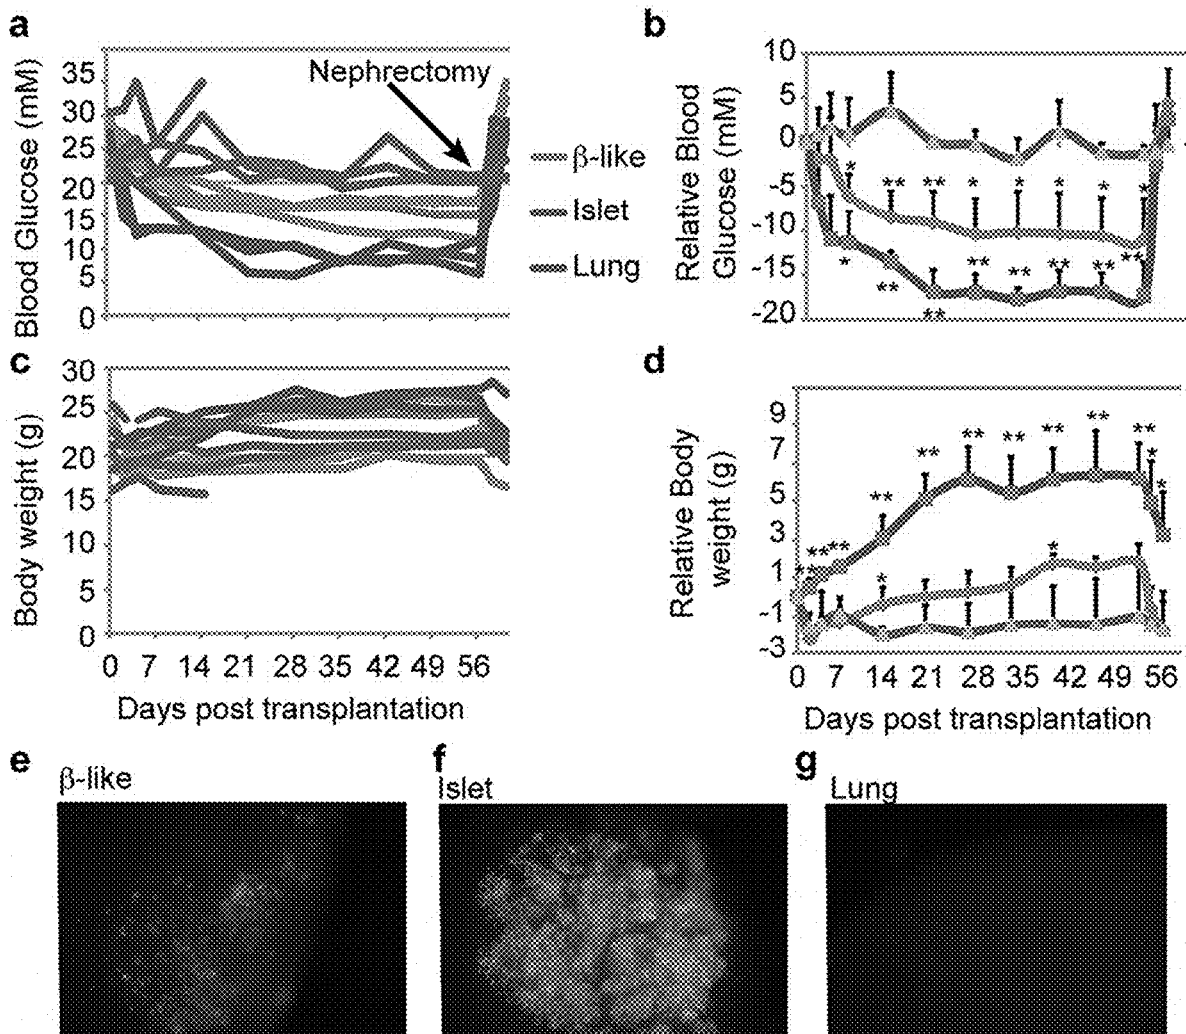 a
Blood Glucose (mM)
35
30
25
20
15
10
5
0
Nephrectomy
β-like
Islet
Lung
b
Relative Blood
Glucose (mM)
10
5
0
-5
-10
-15
-20
* ** ** * * * * *
* ** ** ** ** ** ** **
c
Body weight (g)
30
25
20
15
10
5
0
0 7 14 21 28 35 42 49 56
Days post transplantation
d
Relative Body
weight (g)
9
7
5
3
1
-1
-3
** ** ** ** ** ** ** ** ** ** * *
* *
0 7 14 21 28 35 42 49 56
Days post transplantation
e
β-like
f
Islet
g
Lung